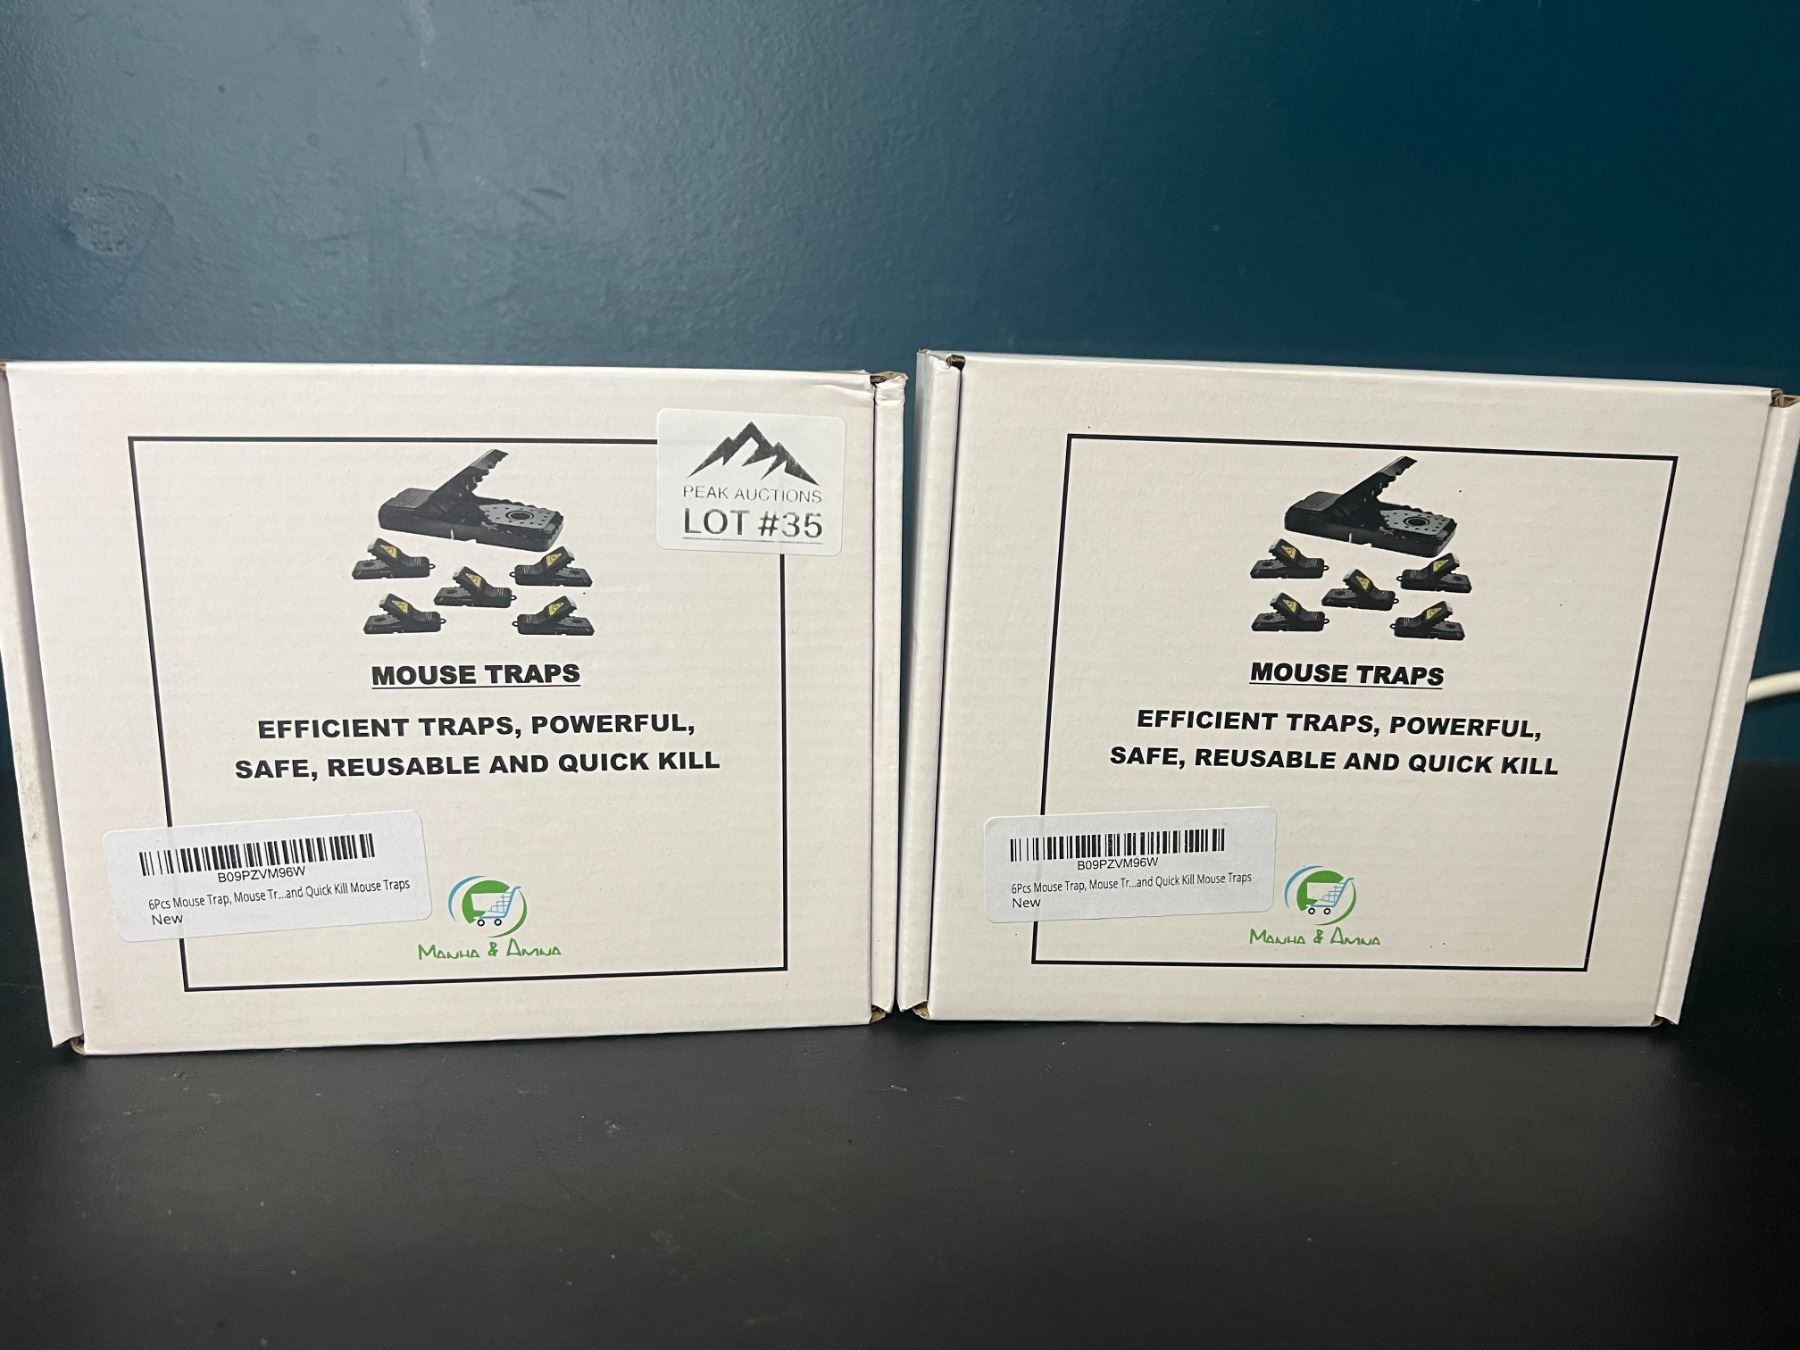 PEAK AUCTIONS
LOT #35
MOUSE TRAPS
EFFICIENT TRAPS, POWERFUL,
SAFE, REUSABLE AND QUICK KILL
B09PZVM96W
6Pcs Mouse Trap, Mouse Tr...and Quick Kill Mouse Traps
New
MANHA & AMNA
MOUSE TRAPS
EFFICIENT TRAPS, POWERFUL,
SAFE, REUSABLE AND QUICK KILL
B09PZVM96W
6Pcs Mouse Trap, Mouse Tr...and Quick Kill Mouse Traps
New
MANHA & AMNA